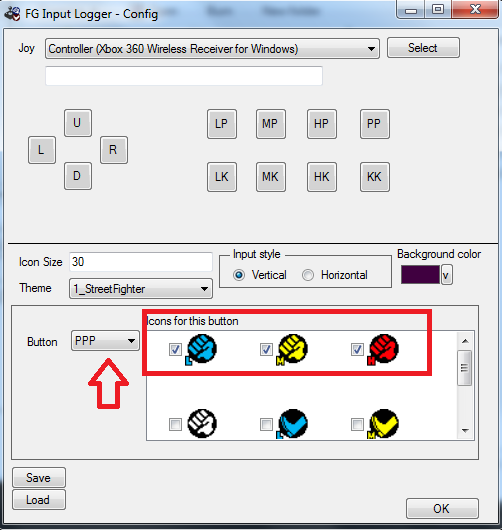 FG Input Logger - Config
Joy Controller (Xbox 360 Wireless Receiver for Windows) Select
U LP MP HP PP
L R
D LK MK HK KK
Icon Size 30 Input style Background color
Vertical Horizontal v
Theme 1_StreetFighter
Icons for this button
Button PPP
L M H
L M
Save
Load
OK